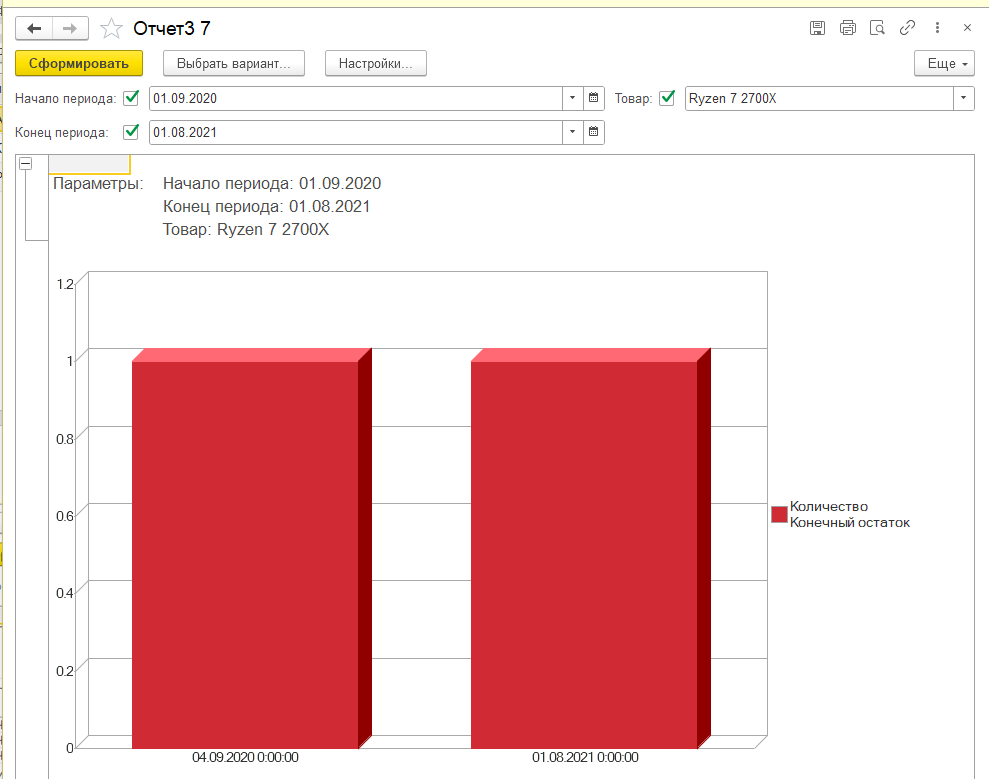 Отчет3 7
Сформировать
Выбрать вариант...
Настройки...
Еще
Начало периода:
01.09.2020
Товар:
Ryzen 7 2700X
Конец периода:
01.08.2021
Параметры:
Начало периода: 01.09.2020
Конец периода: 01.08.2021
Товар: Ryzen 7 2700X
1.2
1
0.8
0.6
0.4
0.2
0
Количество
Конечный остаток
04.09.2020 0:00:00
01.08.2021 0:00:00